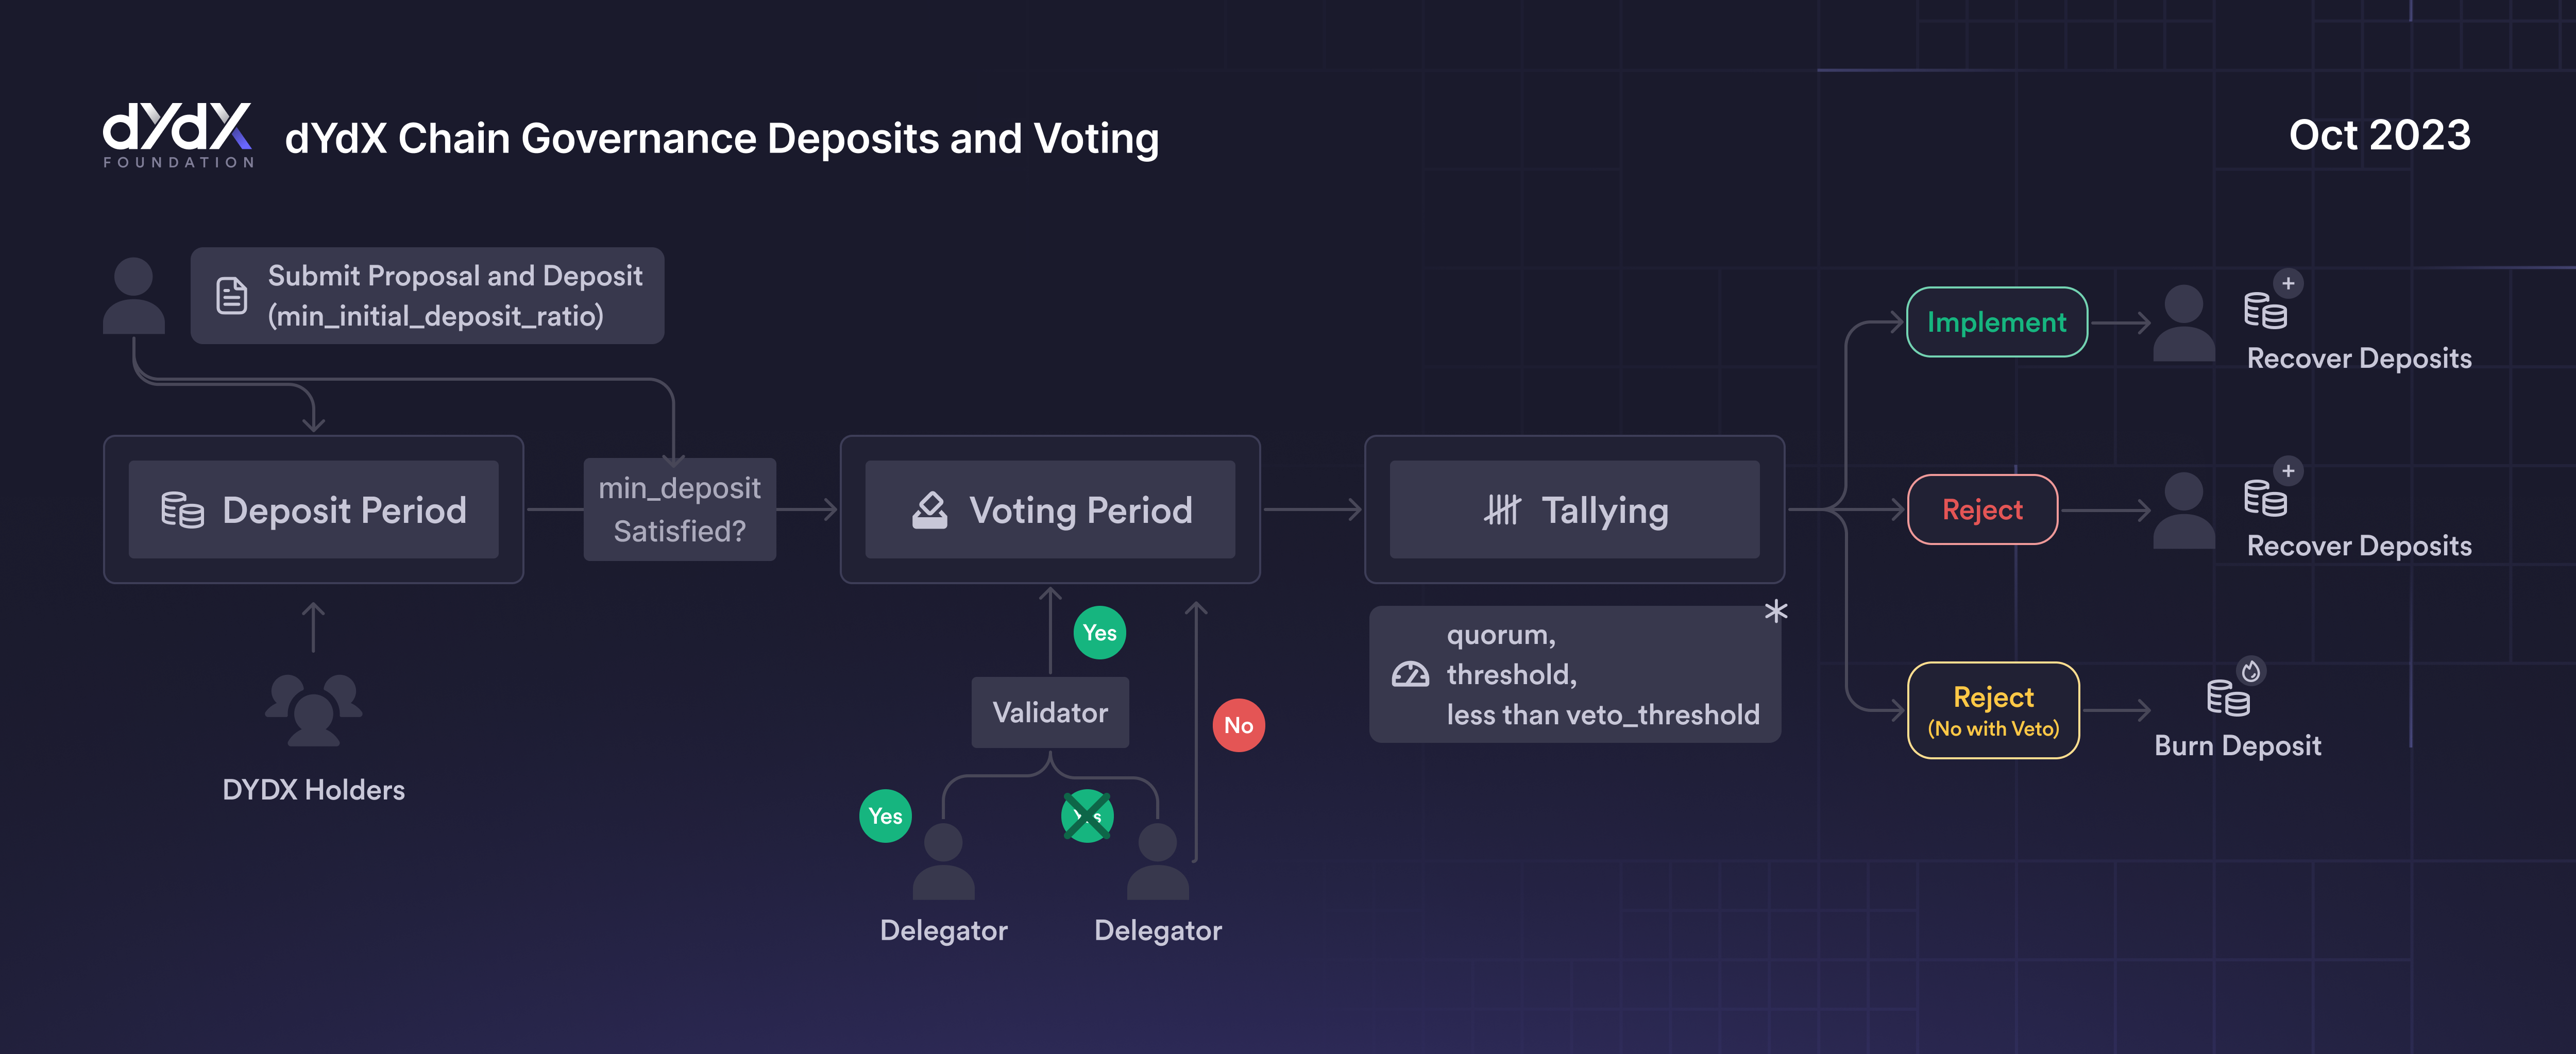 dYdX
FOUNDATION
dYdX Chain Governance Deposits and Voting
Oct 2023
Submit Proposal and Deposit
(min_initial_deposit_ratio)
Deposit Period
min_deposit
Satisfied?
Voting Period
Tallying
Implement
Recover Deposits
Reject
Recover Deposits
Reject
(No with Veto)
Burn Deposit
DYDX Holders
Yes
No
Validator
Yes
Yes
Delegator
Delegator
quorum,
threshold,
less than veto_threshold
*